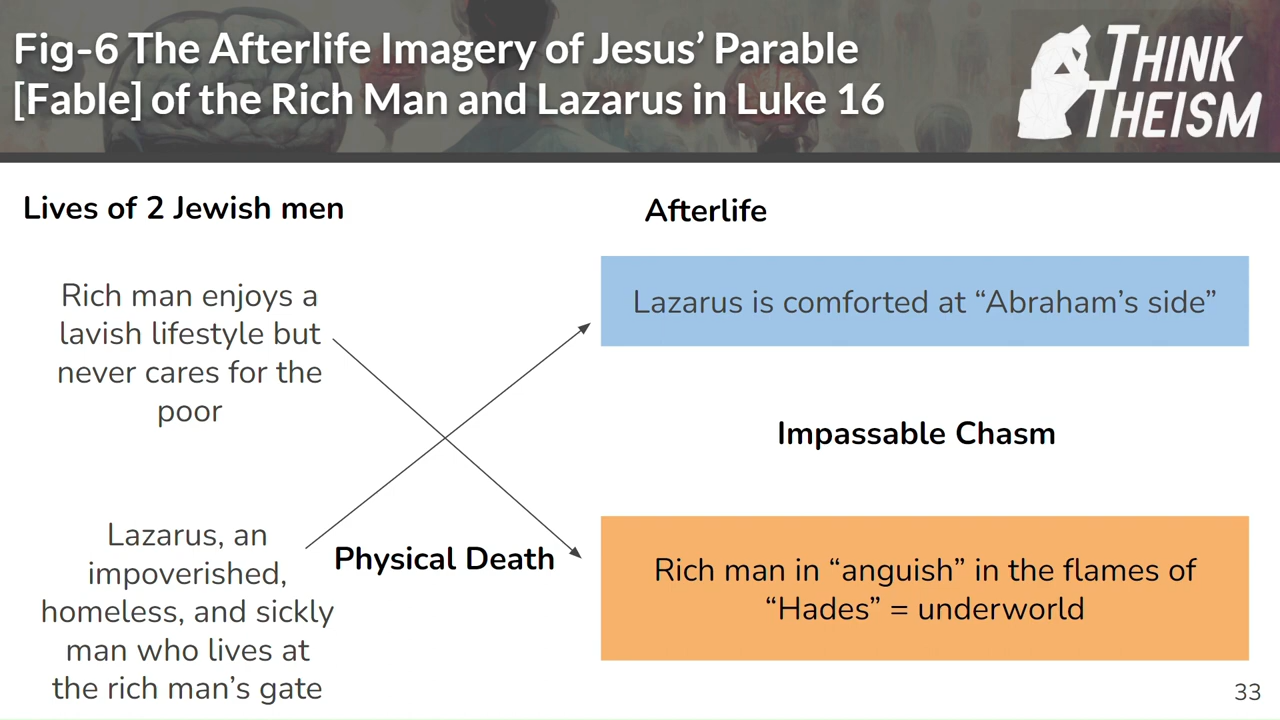 Fig-6 The Afterlife Imagery of Jesus’ Parable
[Fable] of the Rich Man and Lazarus in Luke 16
THINK
THEISM
Lives of 2 Jewish men
Afterlife
Rich man enjoys a
lavish lifestyle but
never cares for the
poor
Lazarus is comforted at “Abraham’s side”
Impassable Chasm
Lazarus, an
impoverished,
homeless, and sickly
man who lives at
the rich man’s gate
Physical Death
Rich man in “anguish” in the flames of
“Hades” = underworld
33